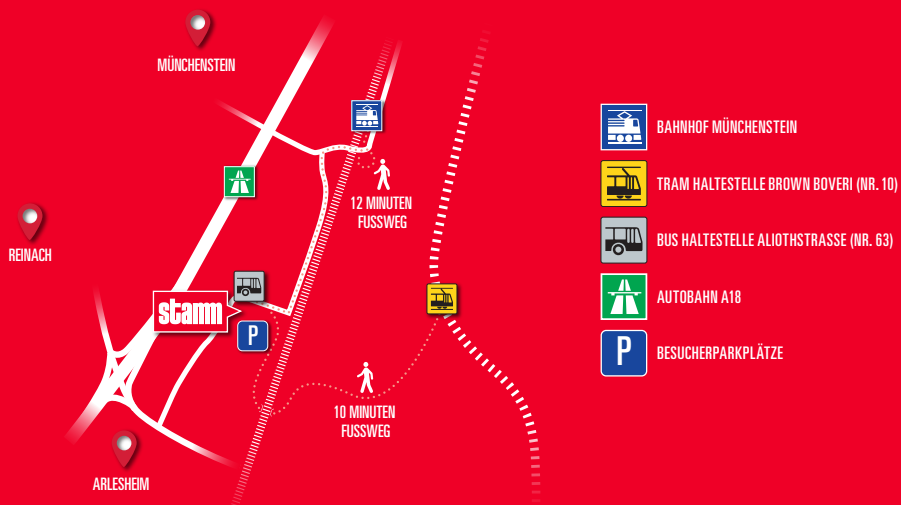 MÜNCHENSTEIN
REINACH
12 MINUTEN
FUSSWEG
stamm
P
10 MINUTEN
FUSSWEG
ARLESHEIM
BAHNHOF MÜNCHENSTEIN
TRAM HALTESTELLE BROWN BOVERI (NR. 10)
BUS HALTESTELLE ALIOTHSTRASSE (NR. 63)
AUTOBAHN A18
P
BESUCHERPARKPLÄTZE